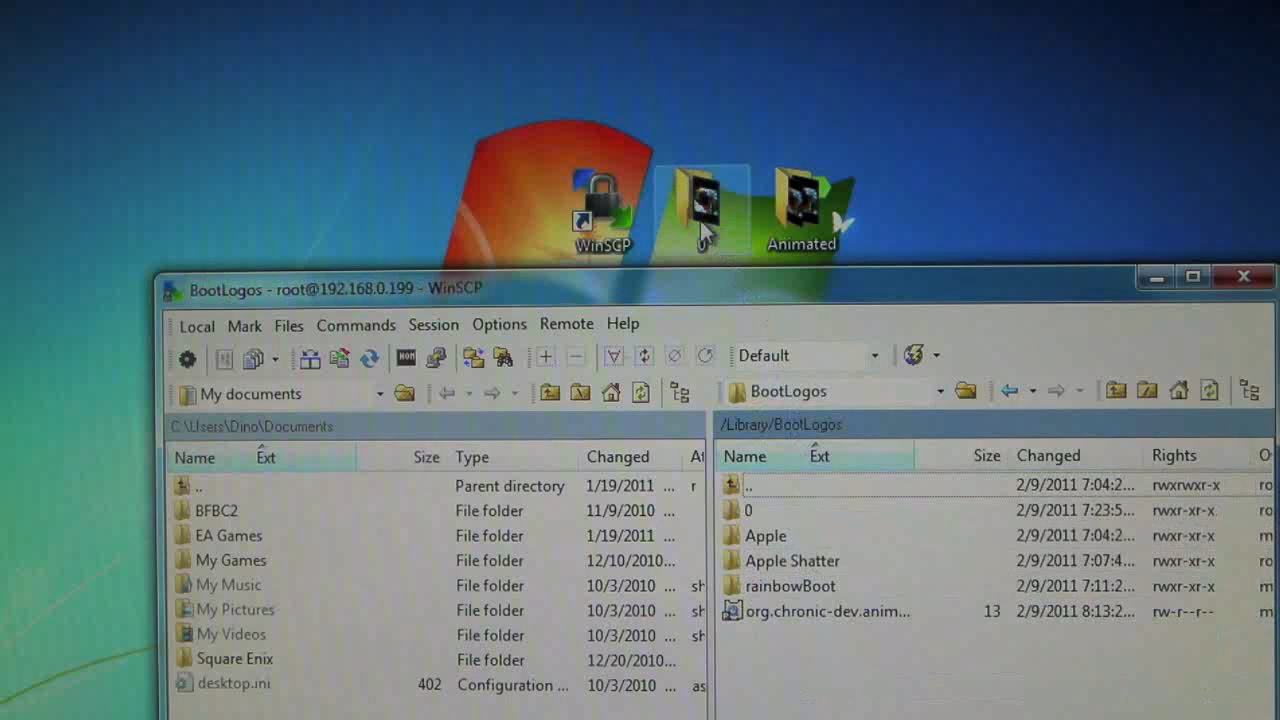 WinSCP
0
Animated
BootLogos - root@192.168.0.199 - WinSCP
Local Mark Files Commands Session Options Remote Help
Default
My documents
BootLogos
C:\Users\Dino\Documents
/Library/BootLogos
Name Ext Size Type Changed At
Name Ext Size Changed Rights O
.. Parent directory 1/19/2011 ... r
.. 2/9/2011 7:04:2... rwxrwxr-x ro
BFBC2 File folder 11/9/2010 ...
0 2/9/2011 7:23:5... rwxr-xr-x ro
EA Games File folder 1/19/2011 ...
Apple 2/9/2011 7:04:2... rwxr-xr-x m
My Games File folder 12/10/2010...
Apple Shatter 2/9/2011 7:07:4... rwxr-xr-x m
My Music File folder 10/3/2010 ... sh
rainbowBoot 2/9/2011 7:11:2... rwxr-xr-x m
My Pictures File folder 10/3/2010 ... sh
org.chronic-dev.anim... 13 2/9/2011 8:13:2... rw-r--r-- m
My Videos File folder 10/3/2010 ... sh
Square Enix File folder 12/20/2010...
desktop.ini 402 Configuration ... 10/3/2010 ... as